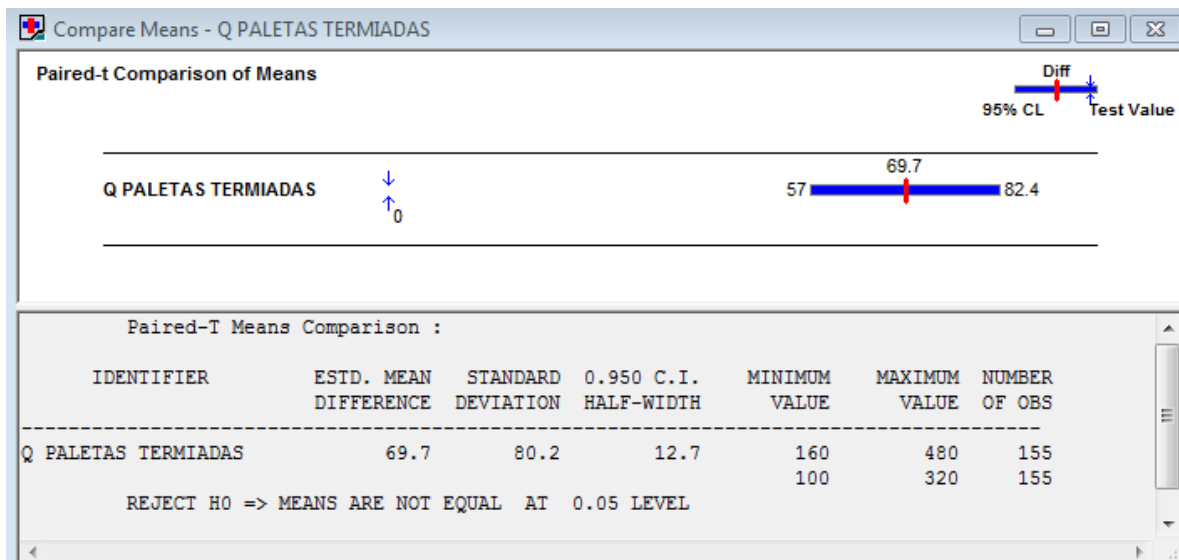 Compare Means - Q PALETAS TERMIADAS
Paired-t Comparison of Means
Diff
95% CL Test Value
69.7
Q PALETAS TERMIADAS 57 82.4
0
Paired-T Means Comparison :
IDENTIFIER ESTD. MEAN STANDARD 0.950 C.I. MINIMUM MAXIMUM NUMBER
DIFFERENCE DEVIATION HALF-WIDTH VALUE VALUE OF OBS
Q PALETAS TERMIADAS 69.7 80.2 12.7 160 480 155
100 320 155
REJECT H0 => MEANS ARE NOT EQUAL AT 0.05 LEVEL